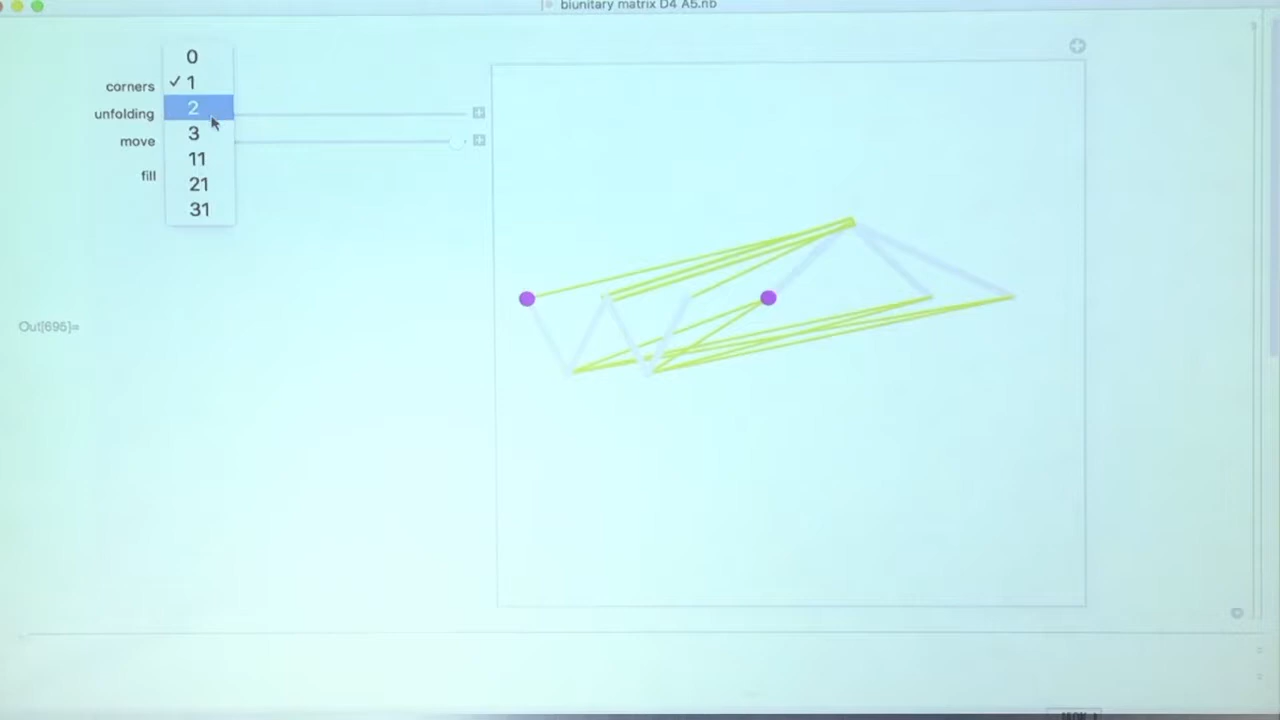 biunitary matrix D4 A5.nb
0
corners ✓ 1
unfolding 2
move 3
11
fill 21
31
Out[695]=